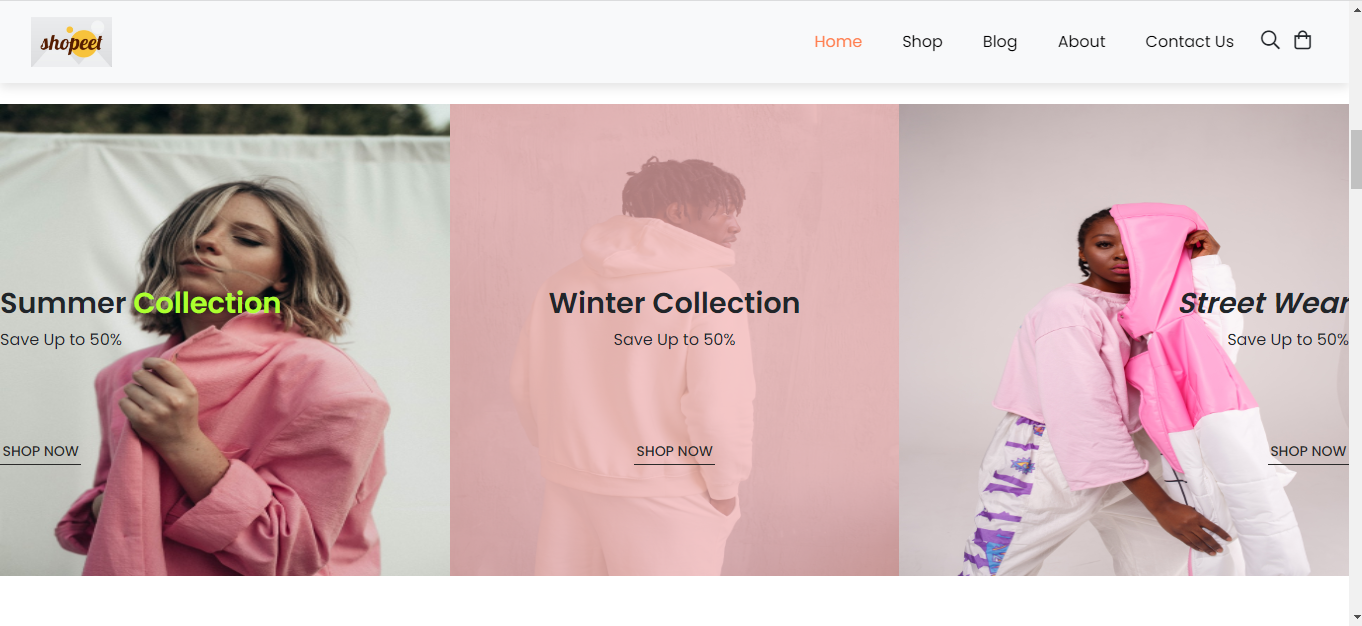 shopeet
Home
Shop
Blog
About
Contact Us
Summer Collection
Save Up to 50%
SHOP NOW
Winter Collection
Save Up to 50%
SHOP NOW
Street Wear
Save Up to 50%
SHOP NOW